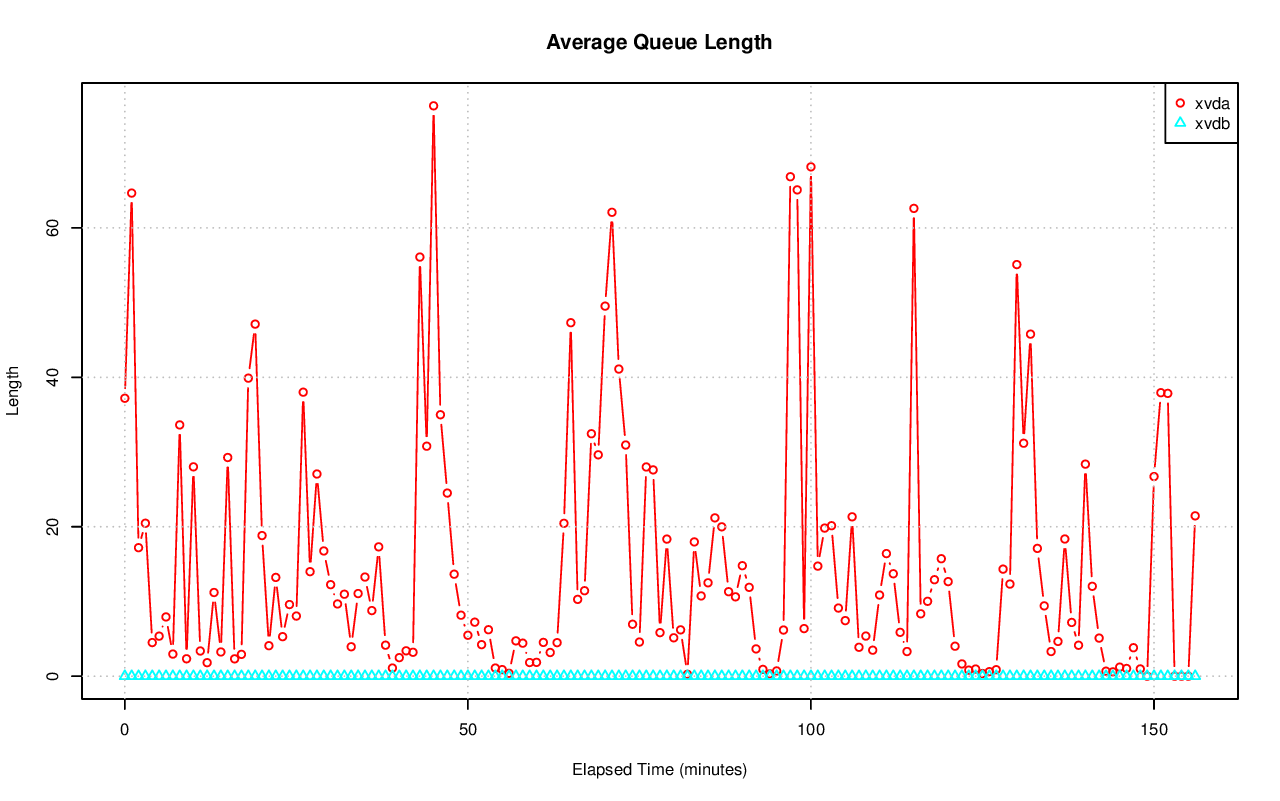 Average Queue Length
xvda
xvdb
Length
60
40
20
0
0 50 100 150
Elapsed Time (minutes)